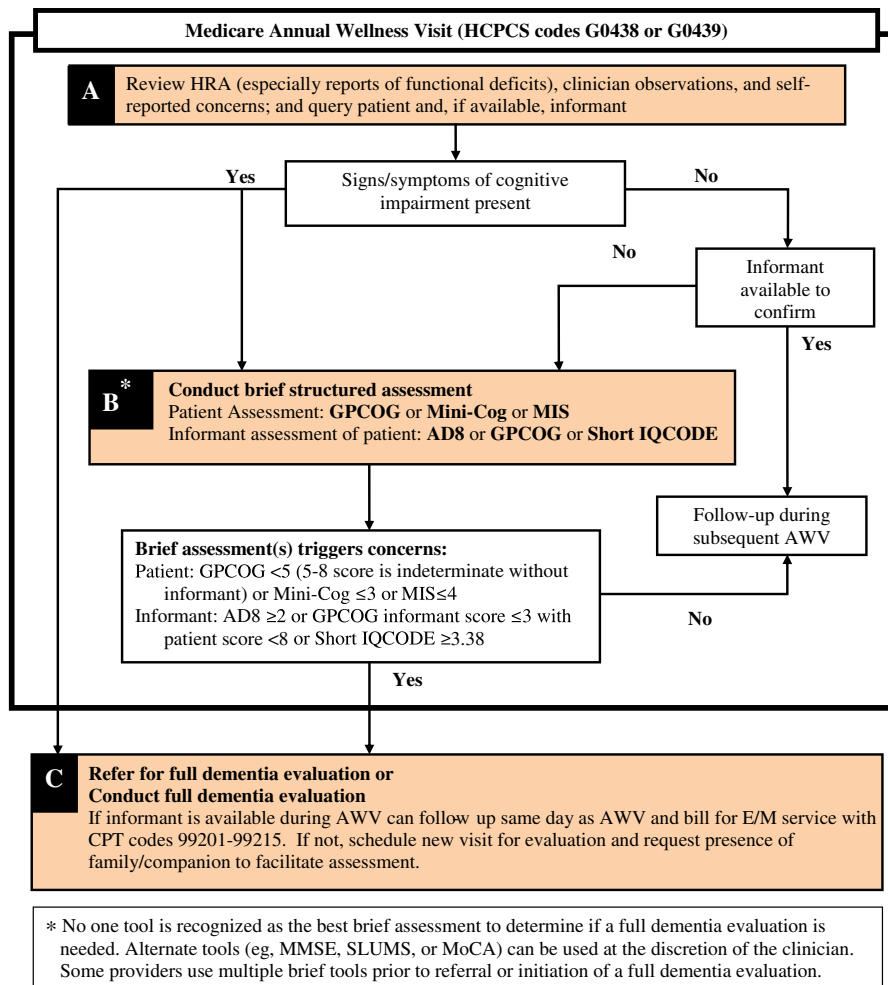 Medicare Annual Wellness Visit (HCPCS codes G0438 or G0439)
A
Review HRA (especially reports of functional deficits), clinician observations, and self-
reported concerns; and query patient and, if available, informant
Yes
Signs/symptoms of cognitive
impairment present
No
No
Informant
available to
confirm
Yes
B*
Conduct brief structured assessment
Patient Assessment: GPCOG or Mini-Cog or MIS
Informant assessment of patient: AD8 or GPCOG or Short IQCODE
Follow-up during
subsequent AWV
Brief assessment(s) triggers concerns:
Patient: GPCOG <5 (5-8 score is indeterminate without
informant) or Mini-Cog ≤3 or MIS≤4
Informant: AD8 ≥2 or GPCOG informant score ≤3 with
patient score <8 or Short IQCODE ≥3.38
No
Yes
C
Refer for full dementia evaluation or
Conduct full dementia evaluation
If informant is available during AWV can follow up same day as AWV and bill for E/M service with
CPT codes 99201-99215. If not, schedule new visit for evaluation and request presence of
family/companion to facilitate assessment.
* No one tool is recognized as the best brief assessment to determine if a full dementia evaluation is
needed. Alternate tools (eg, MMSE, SLUMS, or MoCA) can be used at the discretion of the clinician.
Some providers use multiple brief tools prior to referral or initiation of a full dementia evaluation.